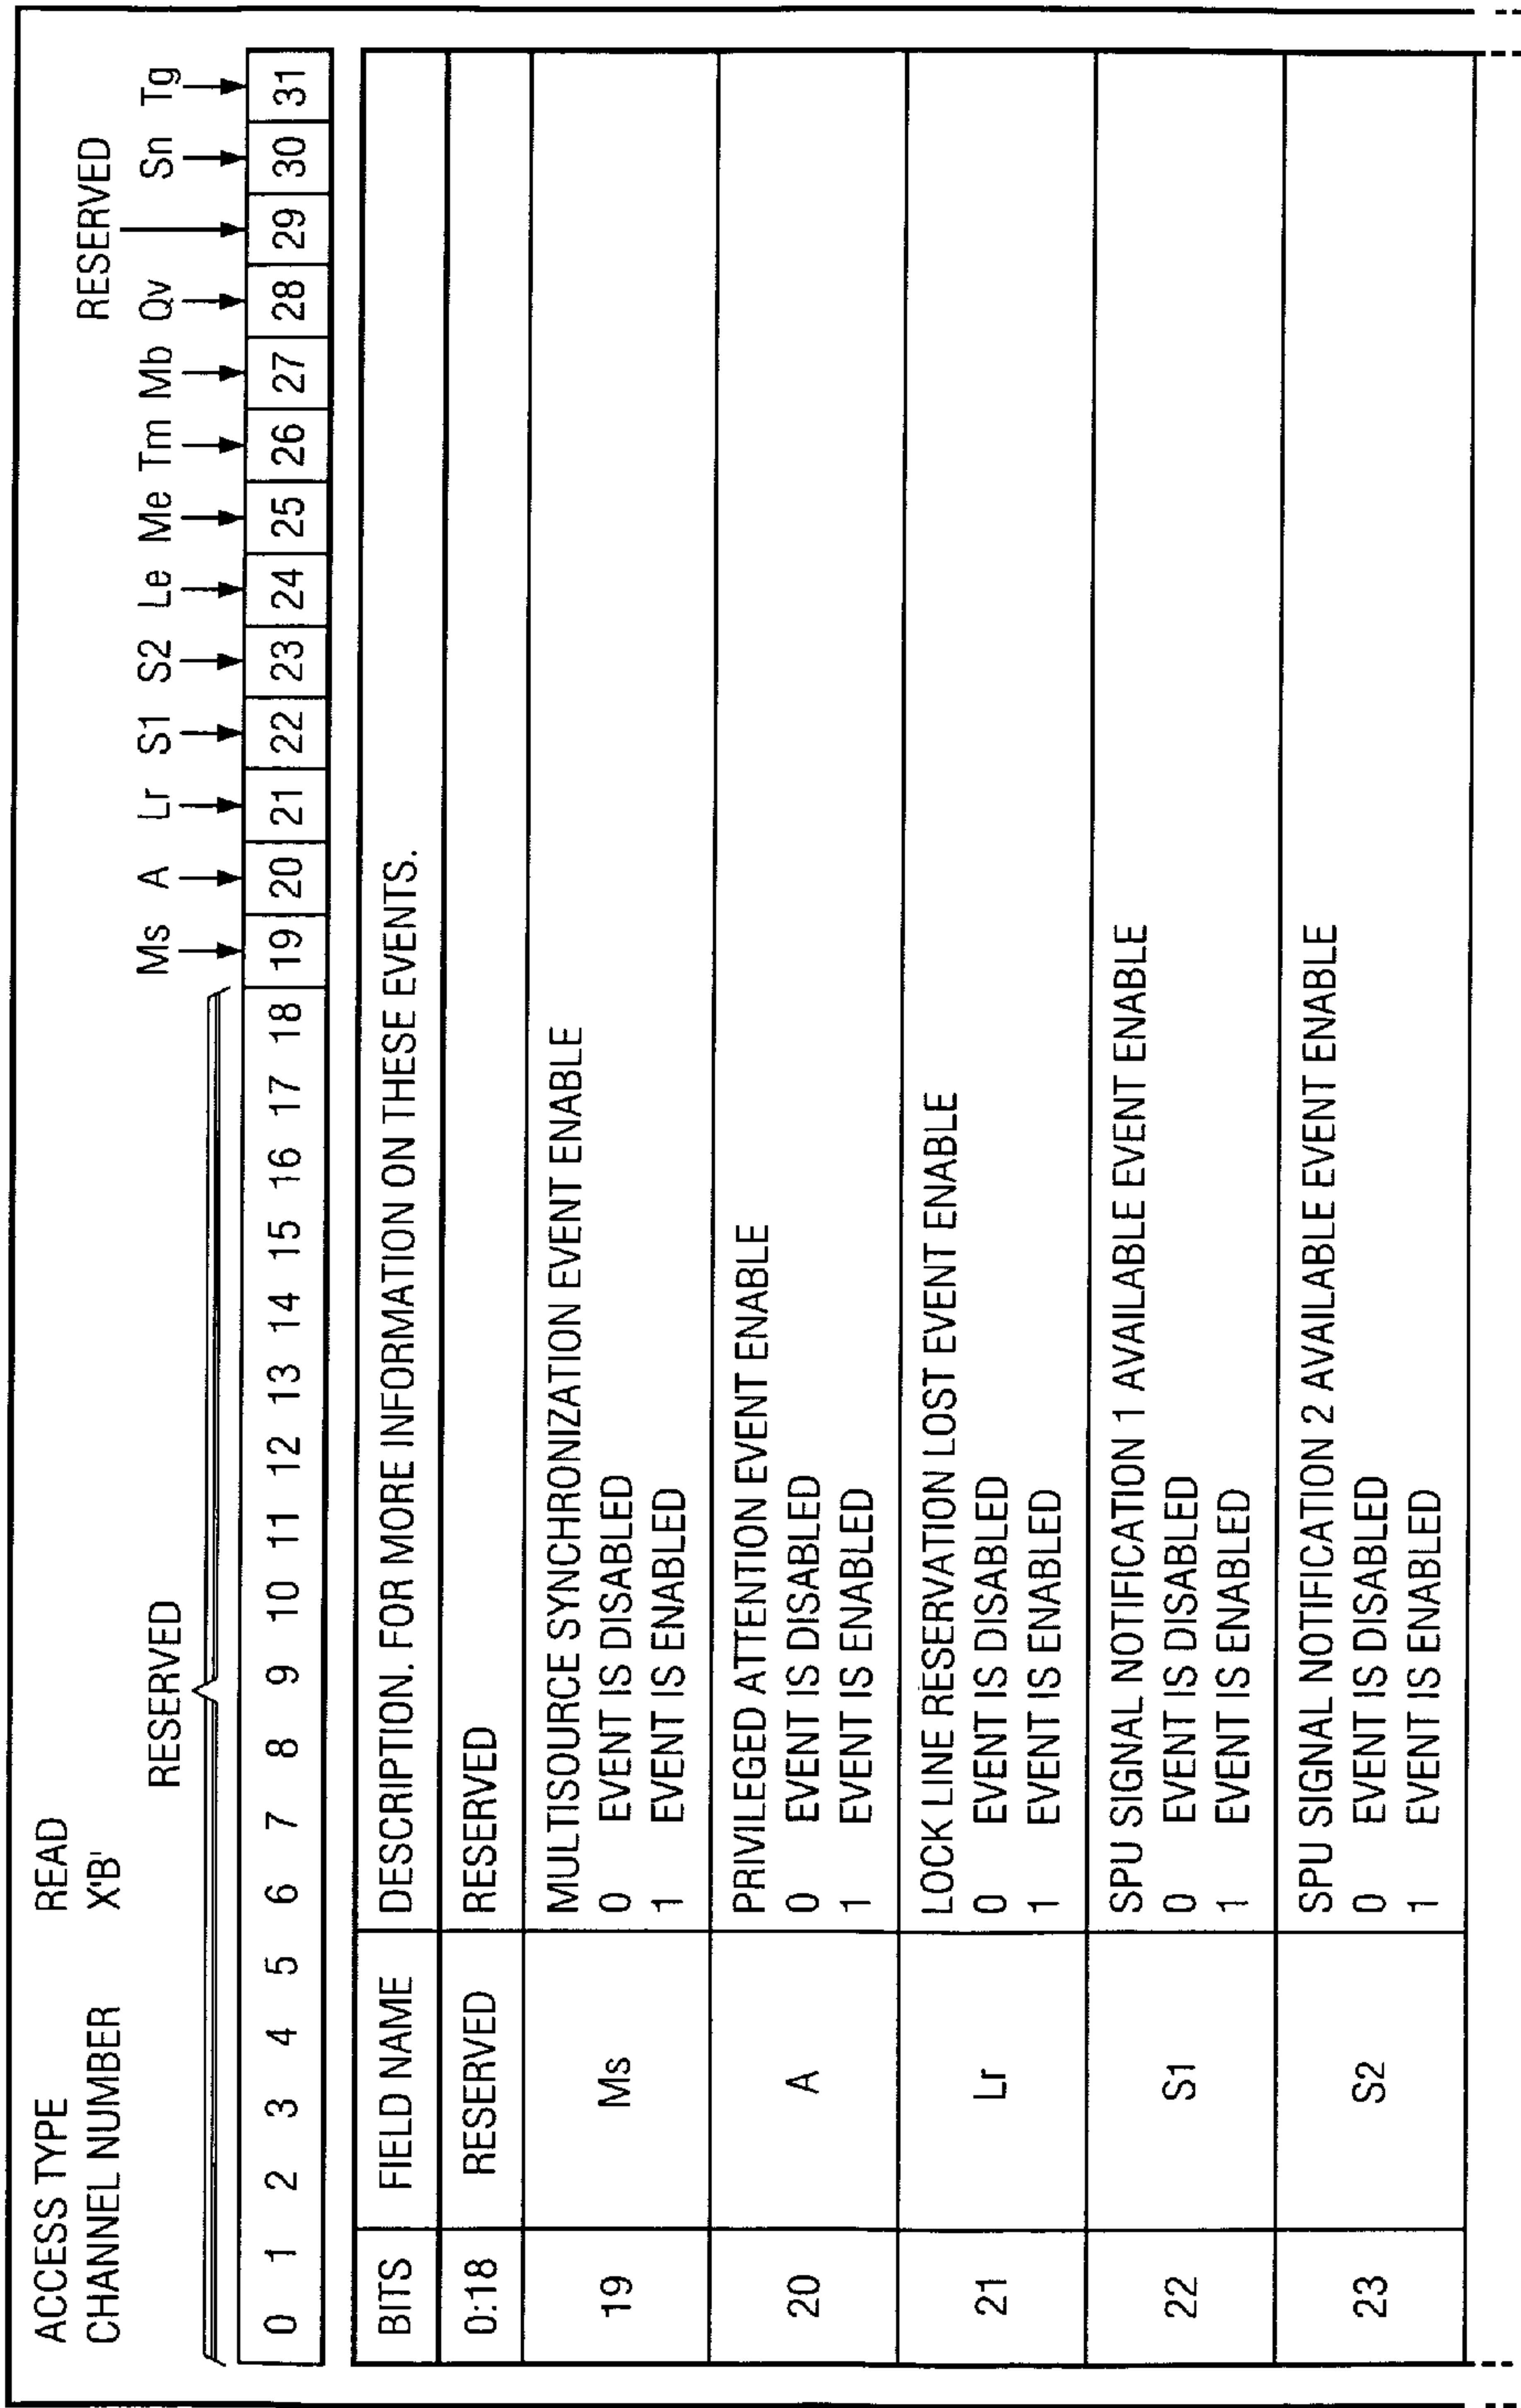 ACCESS TYPE READ
CHANNEL NUMBER X'B'
RESERVED
RESERVED
Ms A Lr S1 S2 Le Me Tm Mb Qv Sn Tg
0 1 2 3 4 5 6 7 8 9 10 11 12 13 14 15 16 17 18 19 20 21 22 23 24 25 26 27 28 29 30 31
BITS FIELD NAME DESCRIPTION. FOR MORE INFORMATION ON THESE EVENTS.
0:18 RESERVED RESERVED
19 Ms MULTISOURCE SYNCHRONIZATION EVENT ENABLE
0 EVENT IS DISABLED
1 EVENT IS ENABLED
20 A PRIVILEGED ATTENTION EVENT ENABLE
0 EVENT IS DISABLED
1 EVENT IS ENABLED
21 Lr LOCK LINE RESERVATION LOST EVENT ENABLE
0 EVENT IS DISABLED
1 EVENT IS ENABLED
22 S1 SPU SIGNAL NOTIFICATION 1 AVAILABLE EVENT ENABLE
0 EVENT IS DISABLED
1 EVENT IS ENABLED
23 S2 SPU SIGNAL NOTIFICATION 2 AVAILABLE EVENT ENABLE
0 EVENT IS DISABLED
1 EVENT IS ENABLED